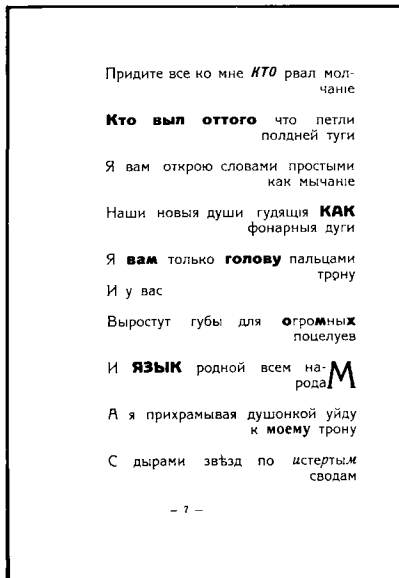 Придите все ко мне КТО рвал мол-
чаніе
Кто выл оттого что петли
полдней туги
Я вам открою словами простыми
как мычаніе
Наши новыя души гудящія КАК
фонарныя дуги
Я вам только голову пальцами
трону
И у вас
Выростут губы для огромных
поцелуев
И ЯЗЫК родной всем на-
родаМ
А я прихрамывая душонкой уйду
к моему трону
С дырами звѣзд по истертым
сводам
– 7 –